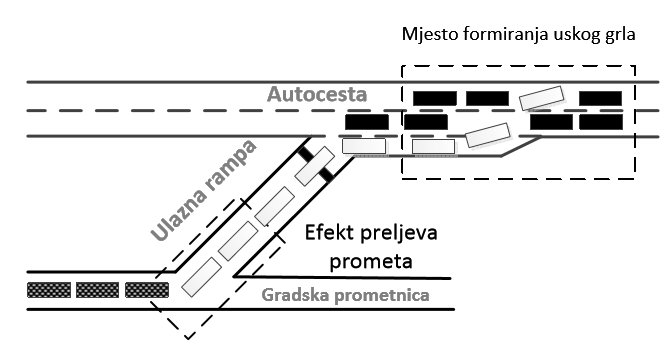 Mjesto formiranja uskog grla
Autocesta
Ulazna rampa
Efekt preljeva
prometa
Gradska prometnica